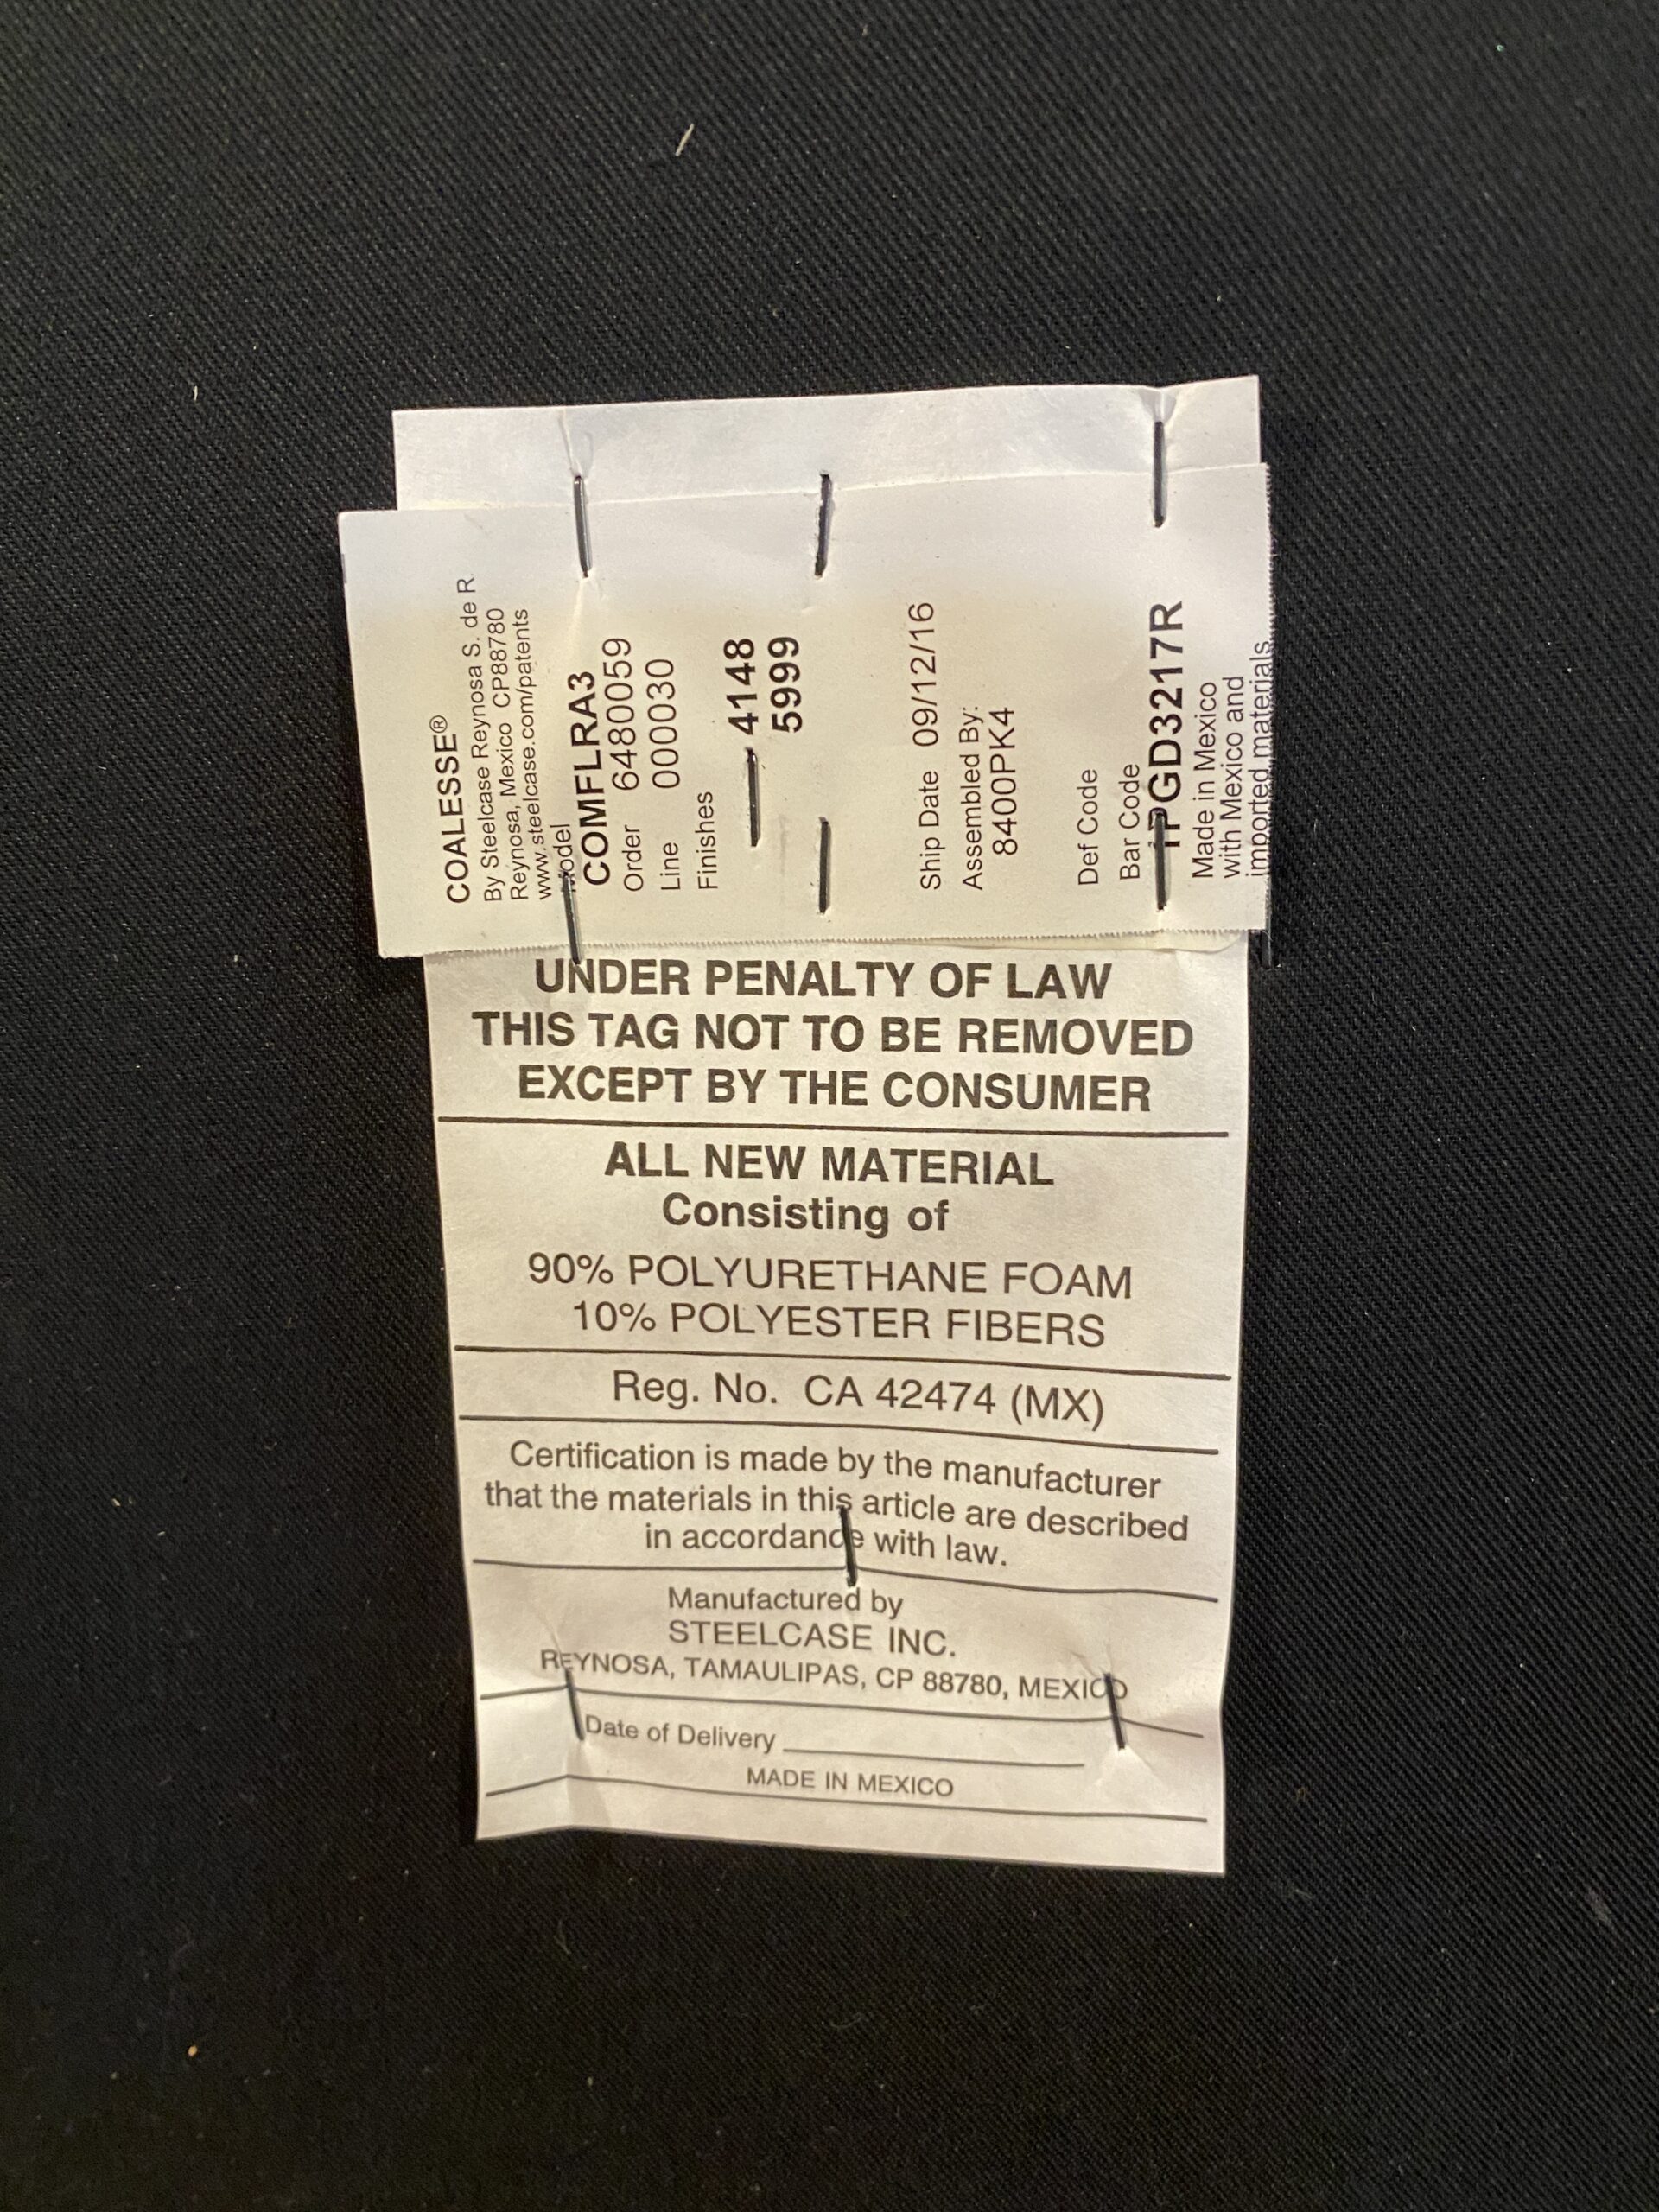 COALESSE®
By Steelcase Reynosa S. de R.
Reynosa, Mexico CP88780
www.steelcase.com/patents
Model
COMFLRA3
Order 6480059
Line 000030
Finishes
4148
5999
Ship Date 09/12/16
Assembled By:
8400PK4
Def Code
Bar Code
Made in Mexico
with Mexico and
imported materials
UNDER PENALTY OF LAW
THIS TAG NOT TO BE REMOVED
EXCEPT BY THE CONSUMER
ALL NEW MATERIAL
Consisting of
90% POLYURETHANE FOAM
10% POLYESTER FIBERS
Reg. No. CA 42474 (MX)
Certification is made by the manufacturer
that the materials in this article are described
in accordance with law.
Manufactured by
STEELCASE INC.
REYNOSA, TAMAULIPAS, CP 88780, MEXICO
Date of Delivery
MADE IN MEXICO